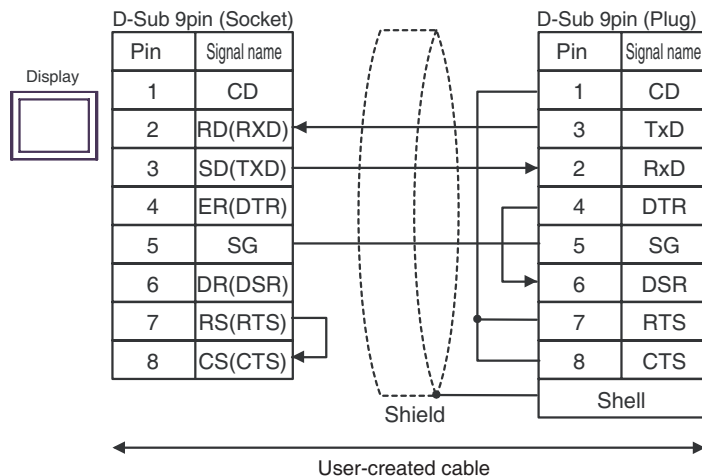 D-Sub 9pin (Socket) D-Sub 9pin (Plug)
Pin Signal name Pin Signal name
Display
1 CD 1 CD
2 RD(RXD) 3 TxD
3 SD(TXD) 2 RxD
4 ER(DTR) 4 DTR
5 SG 5 SG
6 DR(DSR) 6 DSR
7 RS(RTS) 7 RTS
8 CS(CTS) 8 CTS
Shell
Shield
User-created cable